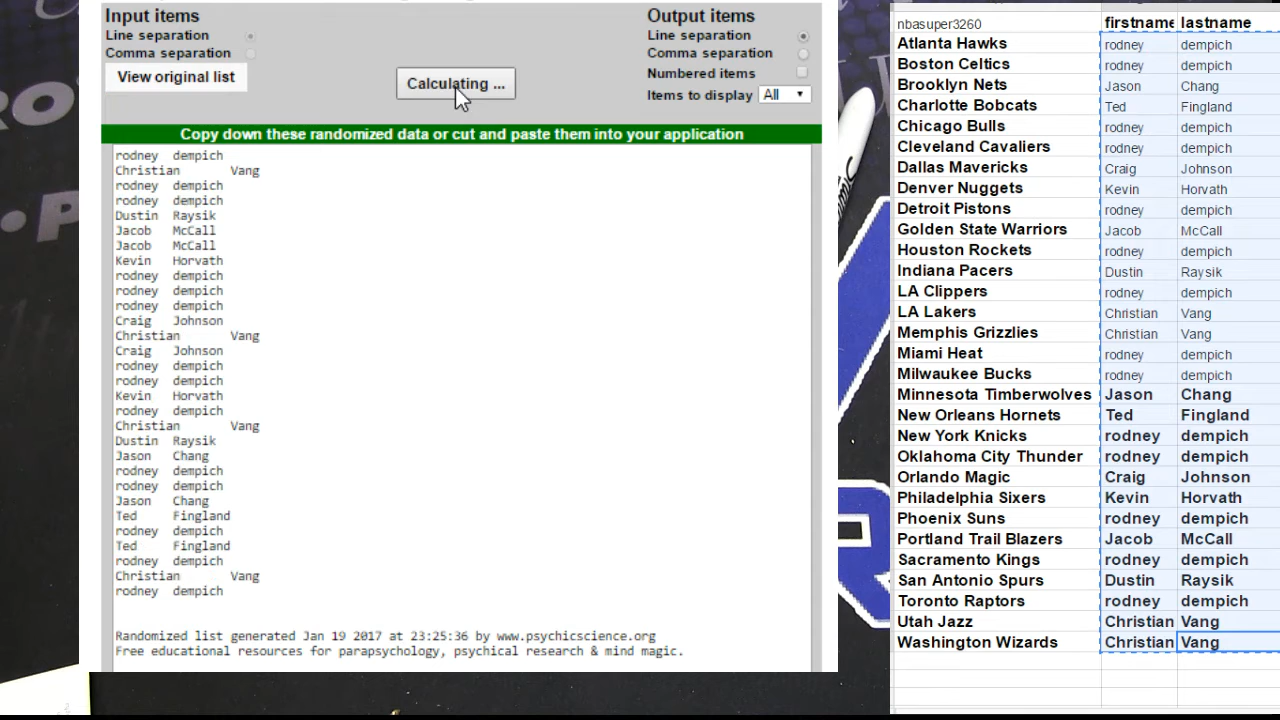 Input items
Output items
Line separation
Line separation
Comma separation
Comma separation
View original list
Numbered items
Calculating ...
Items to display All
Copy down these randomized data or cut and paste them into your application
rodney dempich
Christian Vang
rodney dempich
rodney dempich
Dustin Raysik
Jacob McCall
Jacob McCall
Kevin Horvath
rodney dempich
rodney dempich
rodney dempich
Craig Johnson
Christian Vang
Craig Johnson
rodney dempich
rodney dempich
Kevin Horvath
rodney dempich
Christian Vang
Dustin Raysik
Jason Chang
rodney dempich
rodney dempich
Jason Chang
Ted Fingland
rodney dempich
Ted Fingland
rodney dempich
Christian Vang
rodney dempich
Randomized list generated Jan 19 2017 at 23:25:36 by www.psychicscience.org
Free educational resources for parapsychology, psychical research & mind magic.
nbasuper3260 firstname lastname
Atlanta Hawks rodney dempich
Boston Celtics rodney dempich
Brooklyn Nets Jason Chang
Charlotte Bobcats Ted Fingland
Chicago Bulls rodney dempich
Cleveland Cavaliers rodney dempich
Dallas Mavericks Craig Johnson
Denver Nuggets Kevin Horvath
Detroit Pistons rodney dempich
Golden State Warriors Jacob McCall
Houston Rockets rodney dempich
Indiana Pacers Dustin Raysik
LA Clippers rodney dempich
LA Lakers Christian Vang
Memphis Grizzlies Christian Vang
Miami Heat rodney dempich
Milwaukee Bucks rodney dempich
Minnesota Timberwolves Jason Chang
New Orleans Hornets Ted Fingland
New York Knicks rodney dempich
Oklahoma City Thunder rodney dempich
Orlando Magic Craig Johnson
Philadelphia Sixers Kevin Horvath
Phoenix Suns rodney dempich
Portland Trail Blazers Jacob McCall
Sacramento Kings rodney dempich
San Antonio Spurs Dustin Raysik
Toronto Raptors rodney dempich
Utah Jazz Christian Vang
Washington Wizards Christian Vang